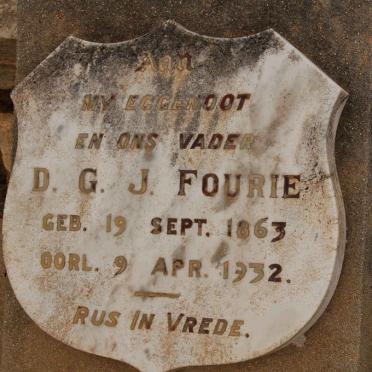 Aan
MY EGGENOOT
EN ONS VADER
D. G. J. FOURIE
GEB. 19 SEPT. 1863
OORL. 9 APR. 1932.
RUS IN VREDE.